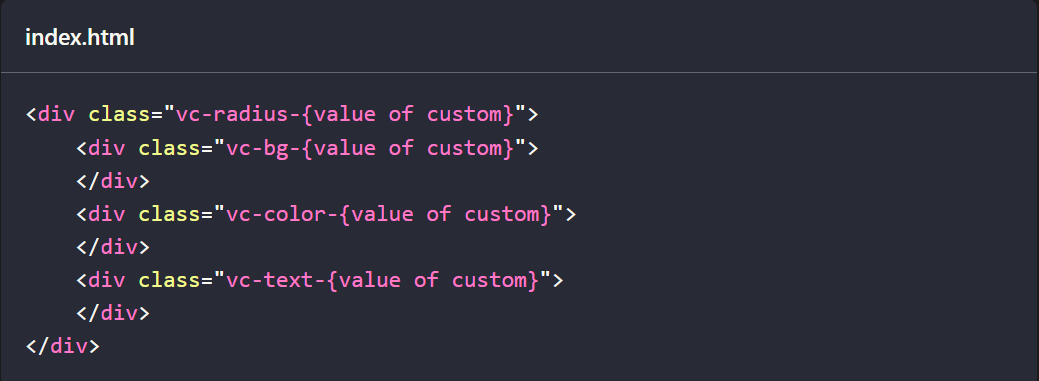 index.html
<div class="vc-radius-{value of custom}">
    <div class="vc-bg-{value of custom}">
    </div>
    <div class="vc-color-{value of custom}">
    </div>
    <div class="vc-text-{value of custom}">
    </div>
</div>